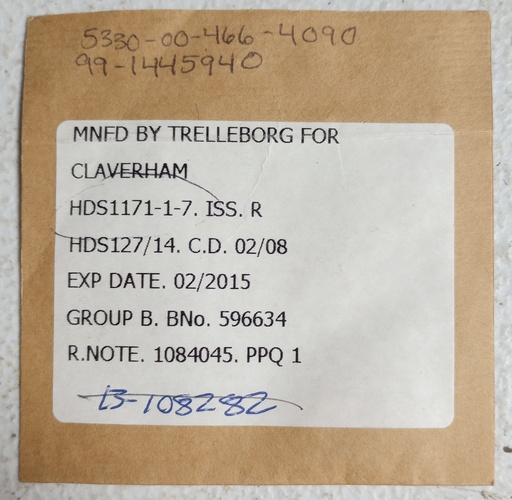 5330-00-466-4090
99-1445940
MNFD BY TRELLEBORG FOR
CLAVERHAM
HDS1171-1-7. ISS. R
HDS127/14. C.D. 02/08
EXP DATE. 02/2015
GROUP B. BNo. 596634
R.NOTE. 1084045. PPQ 1
B-108282